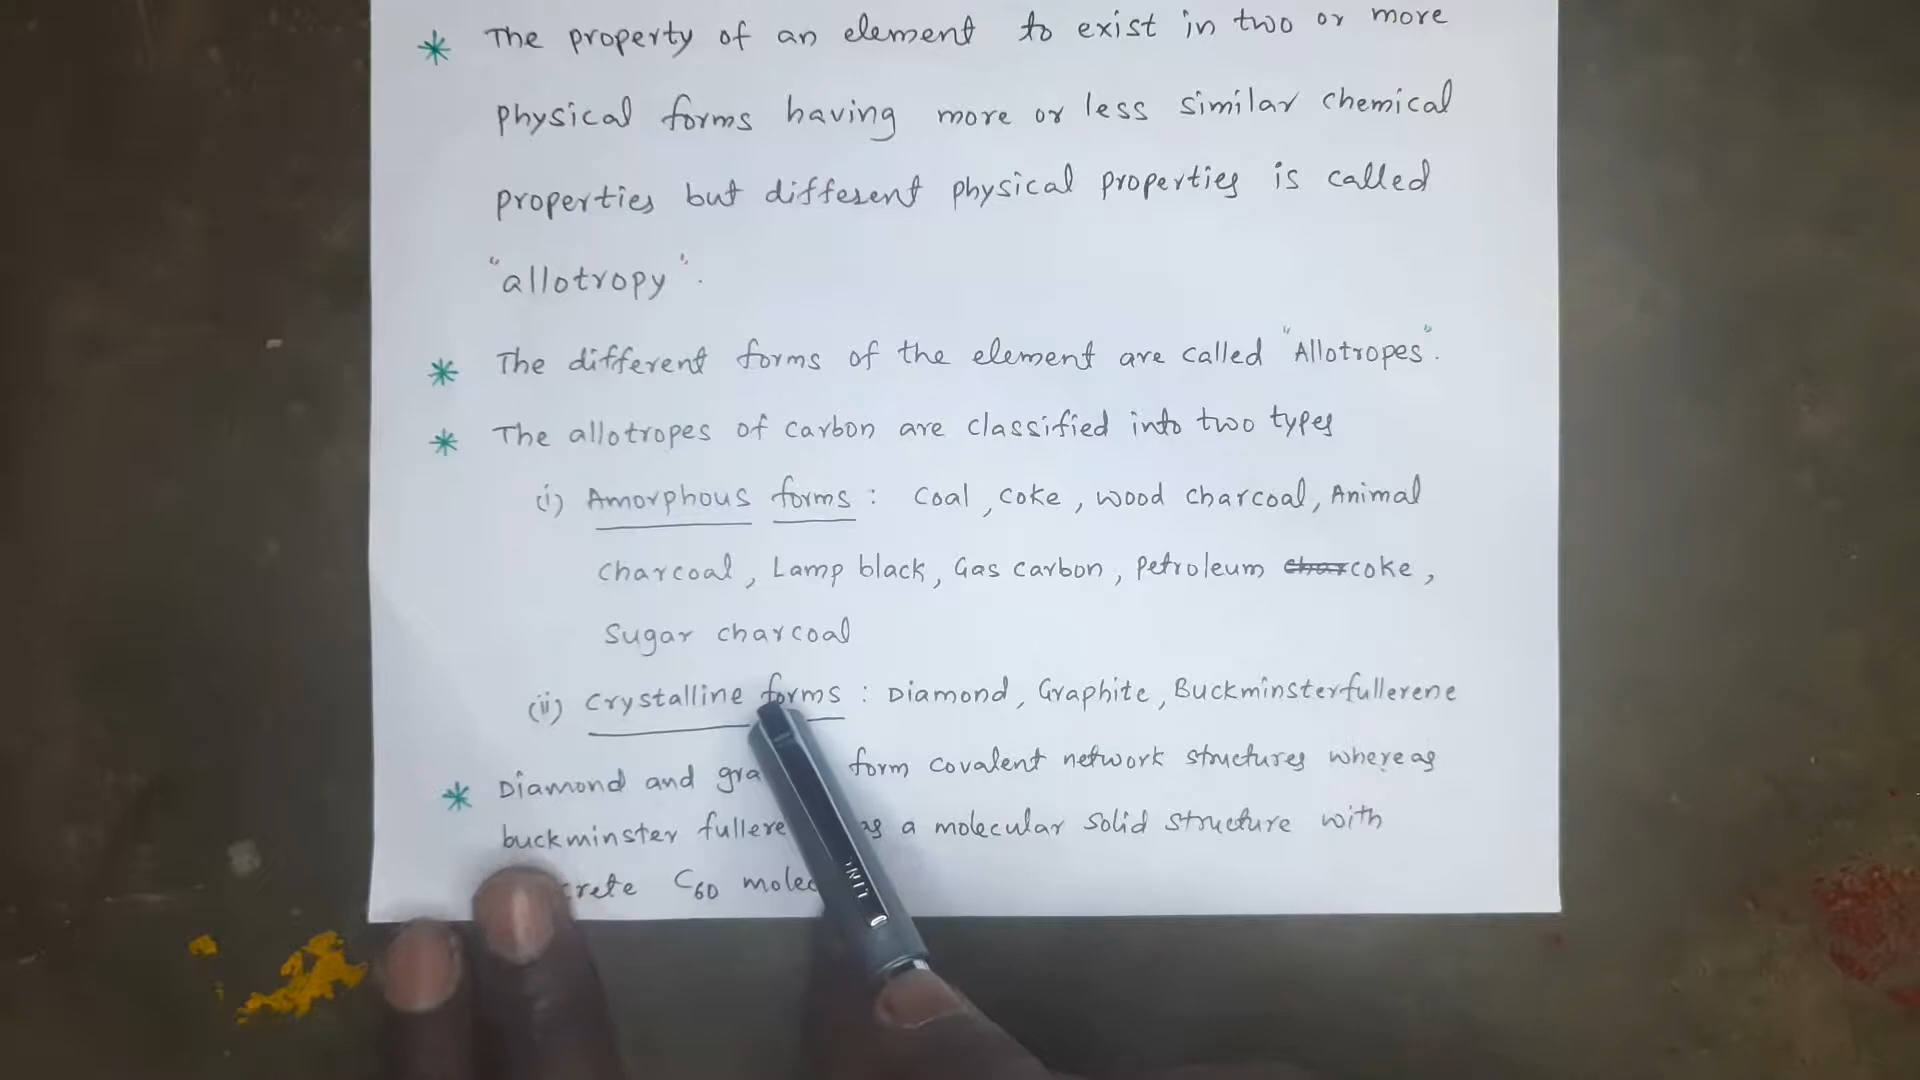 * The property of an element to exist in two or more
physical forms having more or less similar chemical
properties but different physical properties is called
"allotropy".
* The different forms of the element are called "Allotropes".
* The allotropes of carbon are classified into two types
(i) Amorphous forms : Coal, Coke, Wood charcoal, Animal
charcoal, Lamp black, Gas carbon, Petroleum coke,
Sugar charcoal
(ii) Crystalline forms : Diamond, Graphite, Buckminsterfullerene
* Diamond and gra form covalent network structures whereas
buckminster fullere as a molecular solid structure with
crete C60 molec
UNI